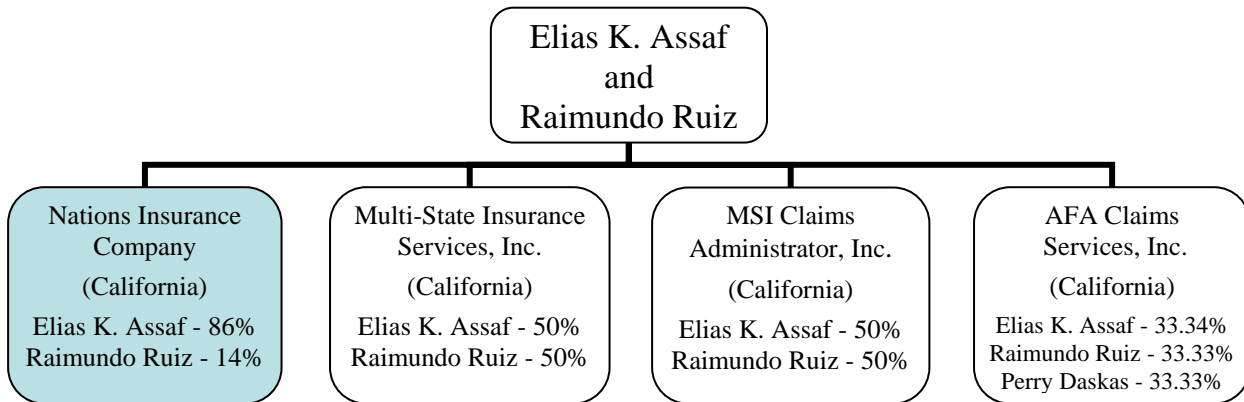 Elias K. Assaf
and
Raimundo Ruiz
Nations Insurance
Company
(California)
Elias K. Assaf - 86%
Raimundo Ruiz - 14%
Multi-State Insurance
Services, Inc.
(California)
Elias K. Assaf - 50%
Raimundo Ruiz - 50%
MSI Claims
Administrator, Inc.
(California)
Elias K. Assaf - 50%
Raimundo Ruiz - 50%
AFA Claims
Services, Inc.
(California)
Elias K. Assaf - 33.34%
Raimundo Ruiz - 33.33%
Perry Daskas - 33.33%